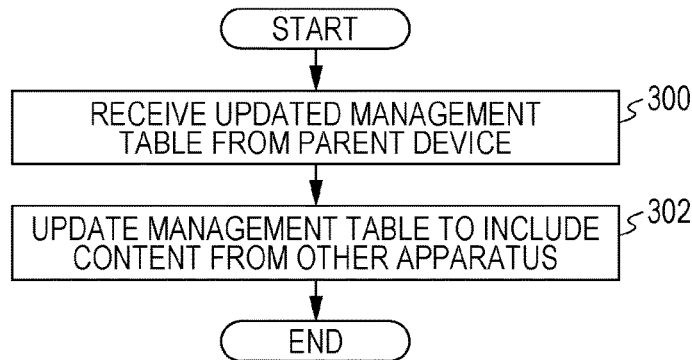 START
RECEIVE UPDATED MANAGEMENT
TABLE FROM PARENT DEVICE
300
UPDATE MANAGEMENT TABLE TO INCLUDE
CONTENT FROM OTHER APPARATUS
302
END